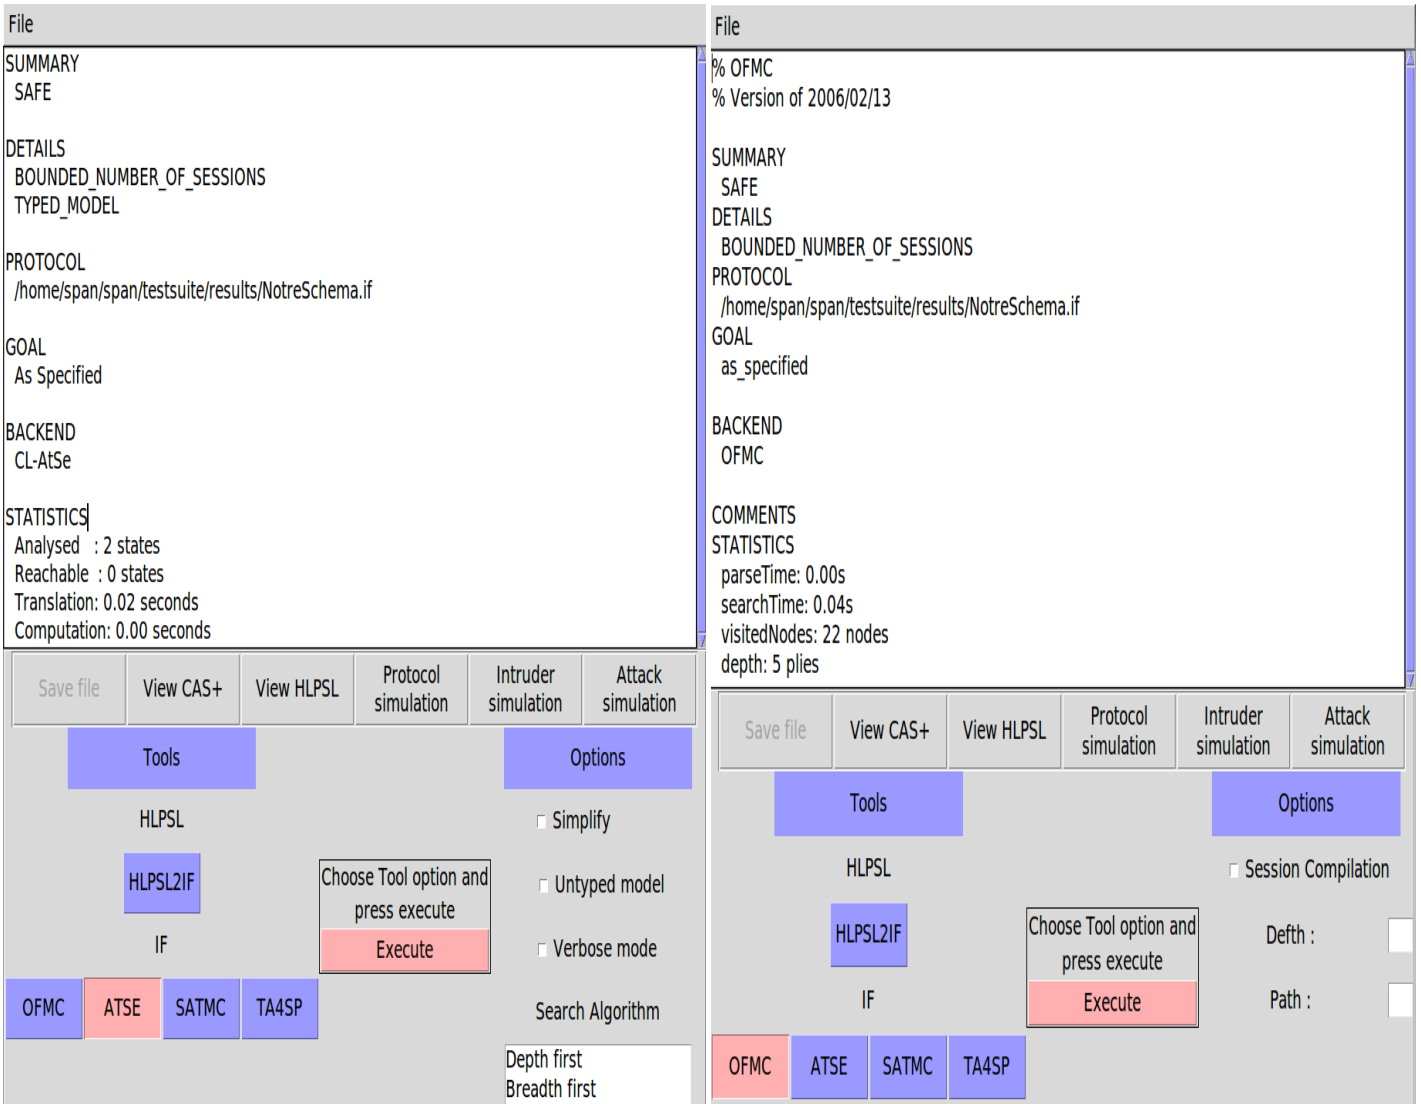 File
SUMMARY
SAFE
DETAILS
BOUNDED_NUMBER_OF_SESSIONS
TYPED_MODEL
PROTOCOL
/home/span/span/testsuite/results/NotreSchema.if
GOAL
As Specified
BACKEND
CL-AtSe
STATISTICS
Analysed : 2 states
Reachable : 0 states
Translation: 0.02 seconds
Computation: 0.00 seconds
Save file
View CAS+
View HLPSL
Protocol
simulation
Intruder
simulation
Attack
simulation
Tools
Options
HLPSL
Simplify
HLPSL2IF
Choose Tool option and
press execute
Execute
Untyped model
IF
Verbose mode
OFMC
ATSE
SATMC
TA4SP
Search Algorithm
Depth first
Breadth first
File
% OFMC
% Version of 2006/02/13
SUMMARY
SAFE
DETAILS
BOUNDED_NUMBER_OF_SESSIONS
PROTOCOL
/home/span/span/testsuite/results/NotreSchema.if
GOAL
as_specified
BACKEND
OFMC
COMMENTS
STATISTICS
parseTime: 0.00s
searchTime: 0.04s
visitedNodes: 22 nodes
depth: 5 plies
Save file
View CAS+
View HLPSL
Protocol
simulation
Intruder
simulation
Attack
simulation
Tools
Options
HLPSL
Session Compilation
HLPSL2IF
Choose Tool option and
press execute
Execute
Defth :
IF
Path :
OFMC
ATSE
SATMC
TA4SP